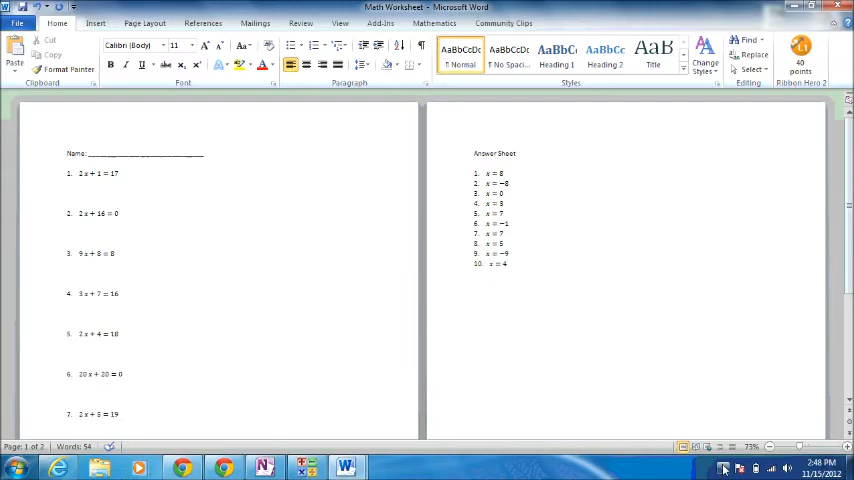 Math Worksheet - Microsoft Word
File Home Insert Page Layout References Mailings Review View Add-Ins Mathematics Community Clips
Paste
Cut
Copy
Format Painter
Clipboard
Calibri (Body) 11
Font
Paragraph
AaBbCcDc AaBbCcDc AaBbC AaBbCc AaB
¶ Normal ¶ No Spaci... Heading 1 Heading 2 Title
Change Styles
Styles
Find
Replace
Select
Editing
40 points
Ribbon Hero 2
Name:
1. 2x + 1 = 17
2. 2x + 16 = 0
3. 9x + 8 = 8
4. 3x + 7 = 16
5. 2x + 4 = 18
6. 20x + 20 = 0
7. 2x + 5 = 19
Answer Sheet
1. x = 8
2. x = −8
3. x = 0
4. x = 3
5. x = 7
6. x = −1
7. x = 7
8. x = 5
9. x = −9
10. x = 4
Page: 1 of 2 Words: 54 73%
2:48 PM
11/15/2012